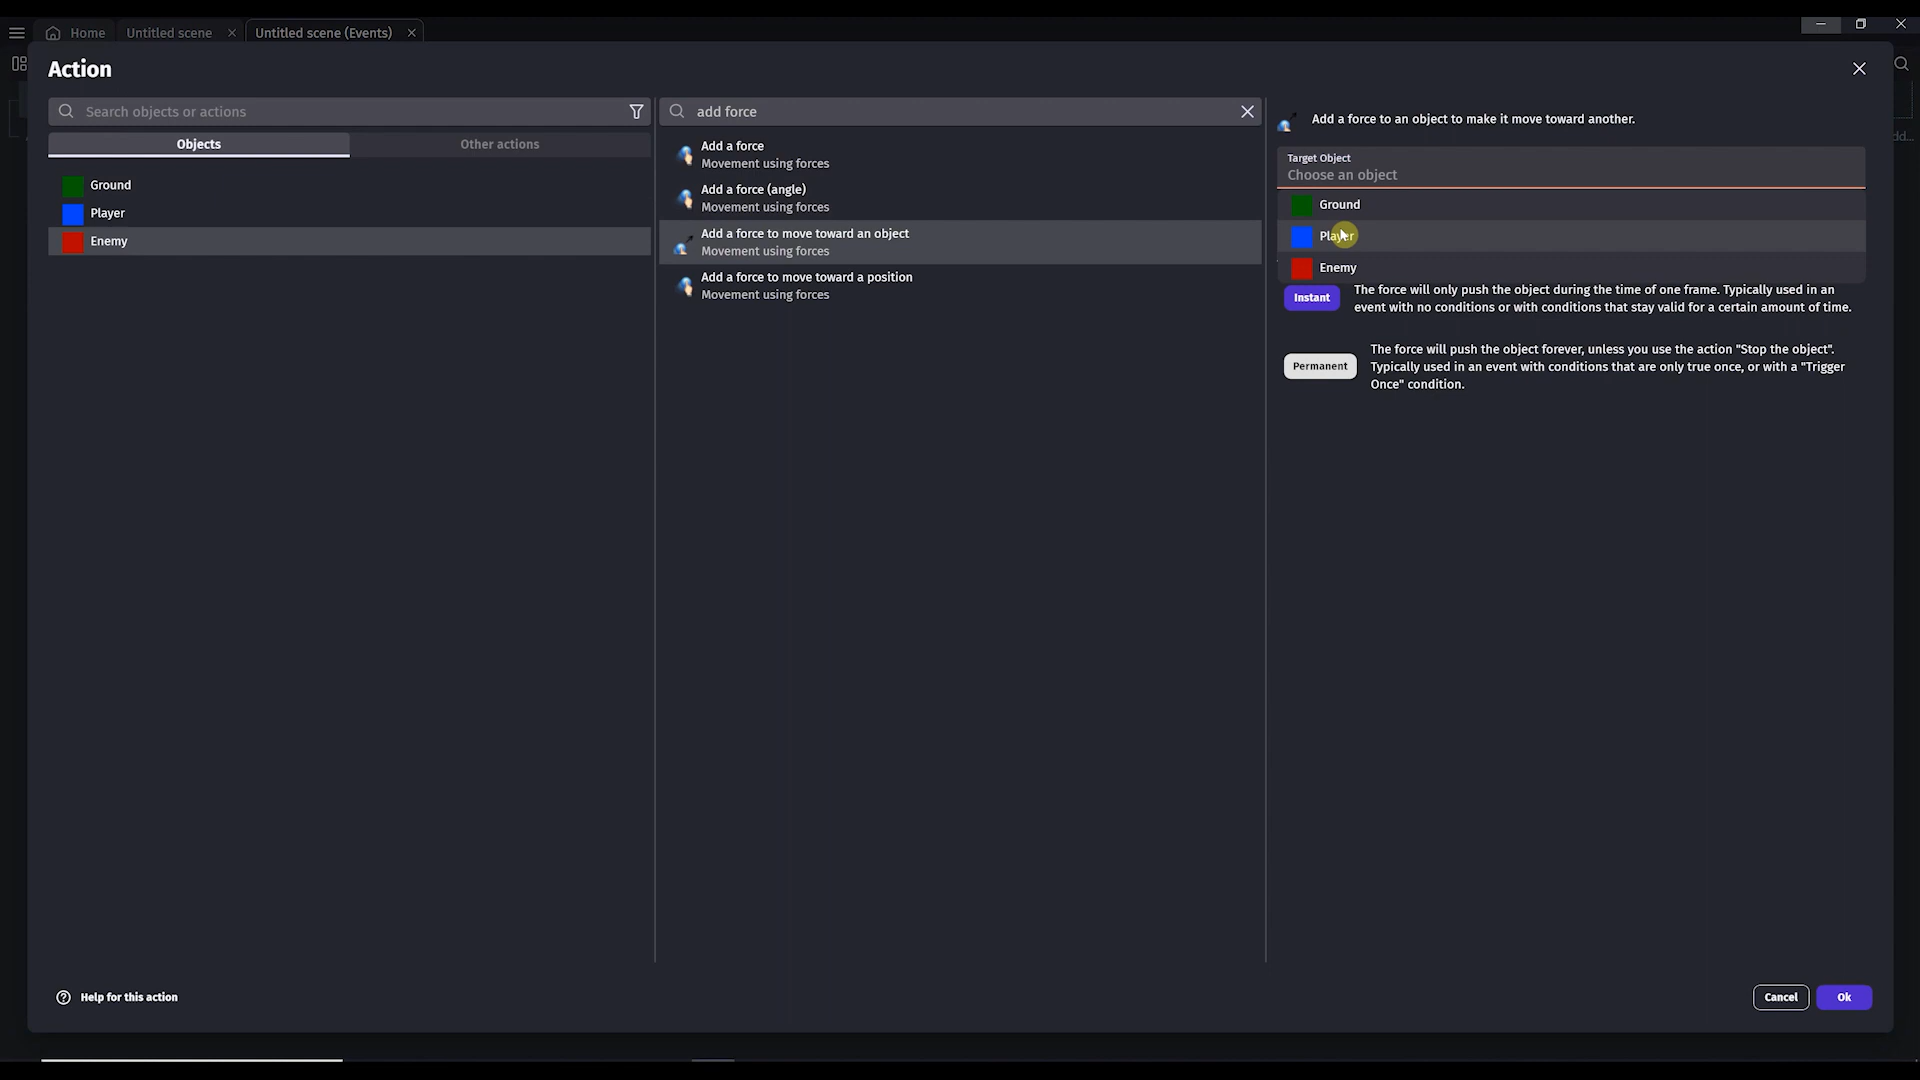 Home
Untitled scene
Untitled scene (Events)
Action
Search objects or actions
Objects
Other actions
Ground
Player
Enemy
add force
Add a force
Movement using forces
Add a force (angle)
Movement using forces
Add a force to move toward an object
Movement using forces
Add a force to move toward a position
Movement using forces
Add a force to an object to make it move toward another.
Target Object
Choose an object
Ground
Player
Enemy
Instant
The force will only push the object during the time of one frame. Typically used in an
event with no conditions or with conditions that stay valid for a certain amount of time.
Permanent
The force will push the object forever, unless you use the action "Stop the object".
Typically used in an event with conditions that are only true once, or with a "Trigger
Once" condition.
Help for this action
Cancel
Ok